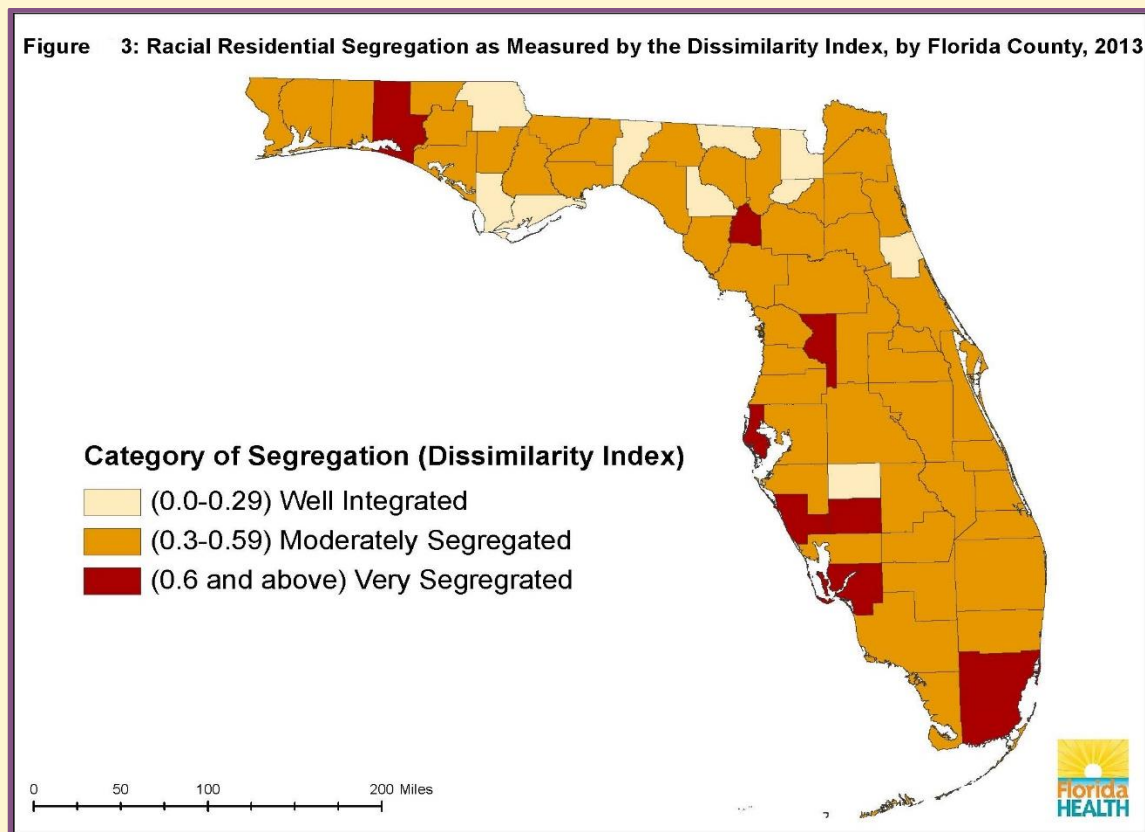 Figure 3: Racial Residential Segregation as Measured by the Dissimilarity Index, by Florida County, 2013
Category of Segregation (Dissimilarity Index)
(0.0-0.29) Well Integrated
(0.3-0.59) Moderately Segregated
(0.6 and above) Very Segregrated
0 50 100 200 Miles
Florida
HEALTH